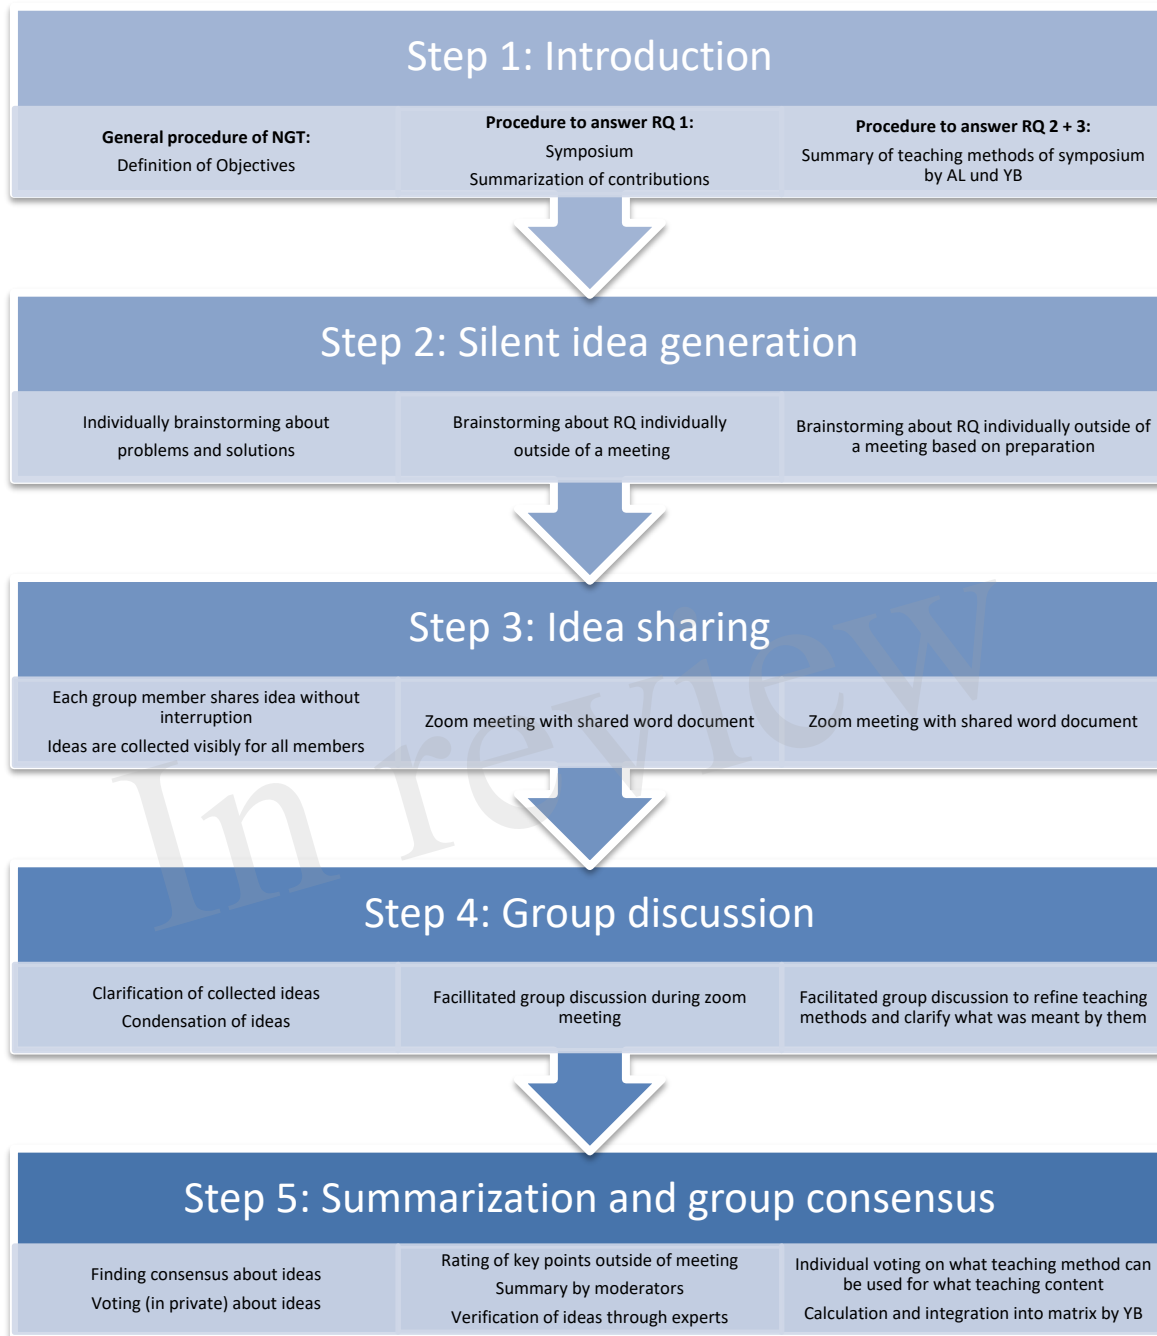 Step 1: Introduction
General procedure of NGT:
Definition of Objectives
Procedure to answer RQ 1:
Symposium
Summarization of contributions
Procedure to answer RQ 2 + 3:
Summary of teaching methods of symposium
by AL und YB
Step 2: Silent idea generation
Individually brainstorming about
problems and solutions
Brainstorming about RQ individually
outside of a meeting
Brainstorming about RQ individually outside of
a meeting based on preparation
Step 3: Idea sharing
Each group member shares idea without
interruption
Ideas are collected visibly for all members
Zoom meeting with shared word document
Zoom meeting with shared word document
In review
Step 4: Group discussion
Clarification of collected ideas
Condensation of ideas
Facillitated group discussion during zoom
meeting
Facilitated group discussion to refine teaching
methods and clarify what was meant by them
Step 5: Summarization and group consensus
Finding consensus about ideas
Voting (in private) about ideas
Rating of key points outside of meeting
Summary by moderators
Verification of ideas through experts
Individual voting on what teaching method can
be used for what teaching content
Calculation and integration into matrix by YB